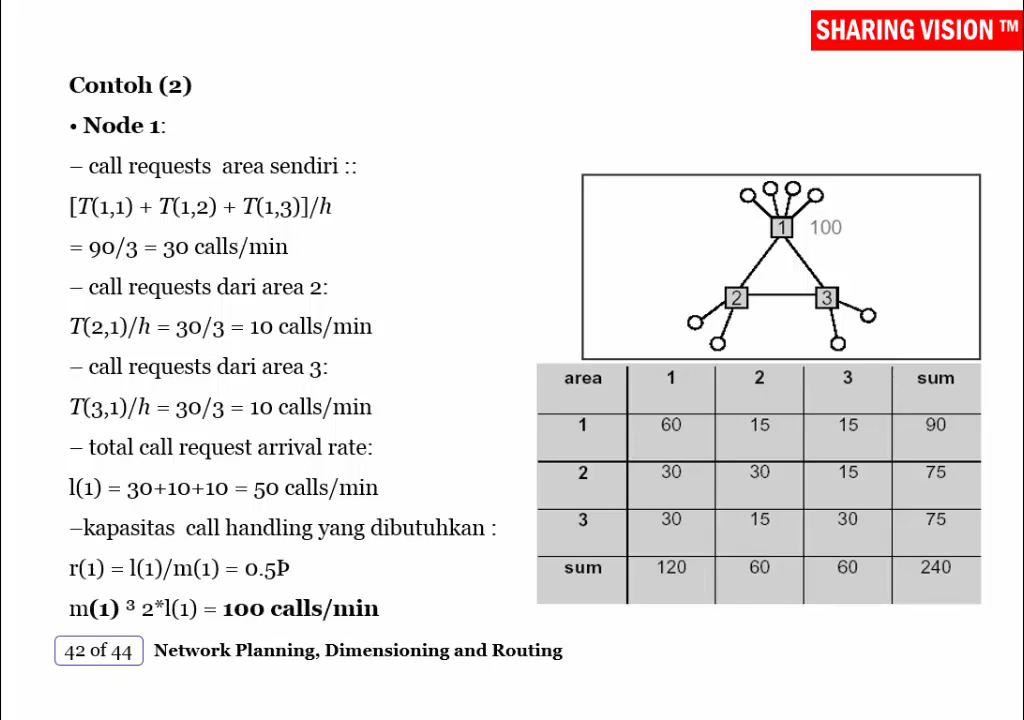 SHARING VISION ™
Contoh (2)
• Node 1:
– call requests  area sendiri ::
[T(1,1) + T(1,2) + T(1,3)]/h
= 90/3 = 30 calls/min
– call requests dari area 2:
T(2,1)/h = 30/3 = 10 calls/min
– call requests dari area 3:
T(3,1)/h = 30/3 = 10 calls/min
– total call request arrival rate:
l(1) = 30+10+10 = 50 calls/min
–kapasitas  call handling yang dibutuhkan :
r(1) = l(1)/m(1) = 0.5Þ
m(1) ³ 2*l(1) = 100 calls/min
1 100
2 3
area 1 2 3 sum
1 60 15 15 90
2 30 30 15 75
3 30 15 30 75
sum 120 60 60 240
42 of 44 Network Planning, Dimensioning and Routing